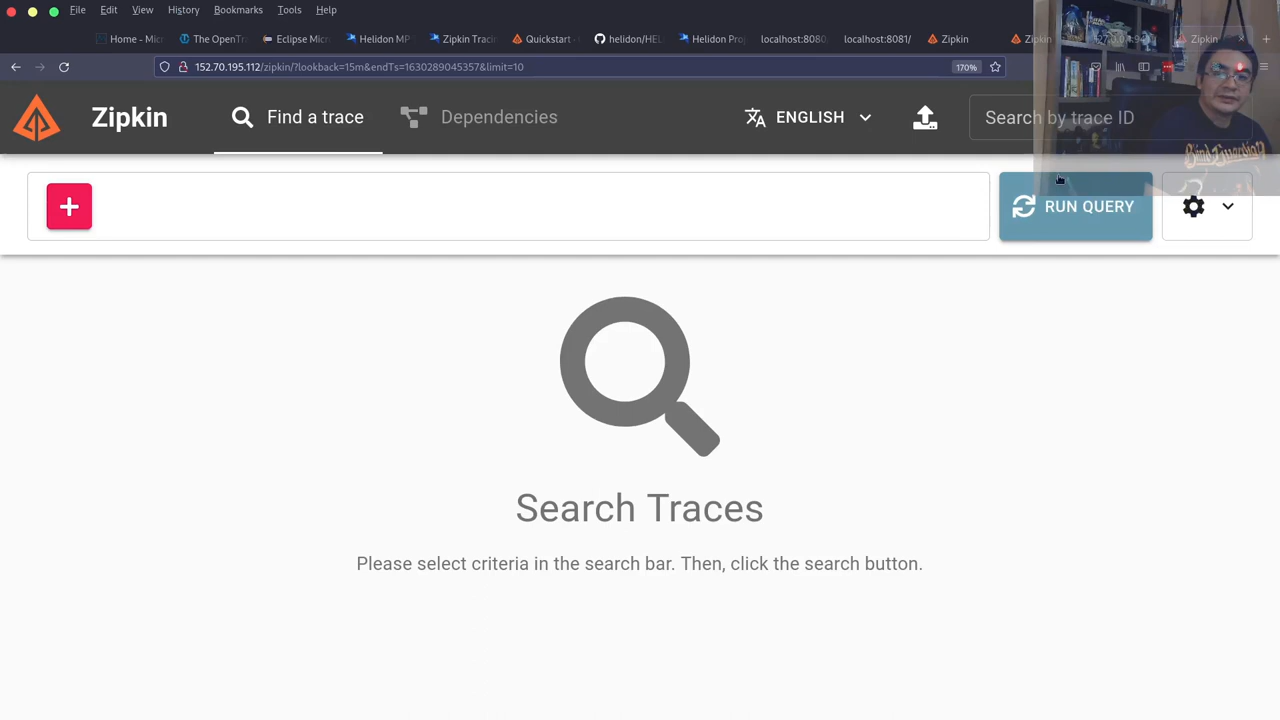 File Edit View History Bookmarks Tools Help
Home - Mic The OpenTr Eclipse Micr Helidon MP Zipkin Traci Quickstart - helidon/HEL Helidon Proj localhost:8080 localhost:8081/ Zipkin Zipkin Zipkin
152.70.195.112/zipkin/?lookback=15m&endTs=1630289045357&limit=10 170%
Zipkin Find a trace Dependencies ENGLISH Search by trace ID
RUN QUERY
Search Traces
Please select criteria in the search bar. Then, click the search button.